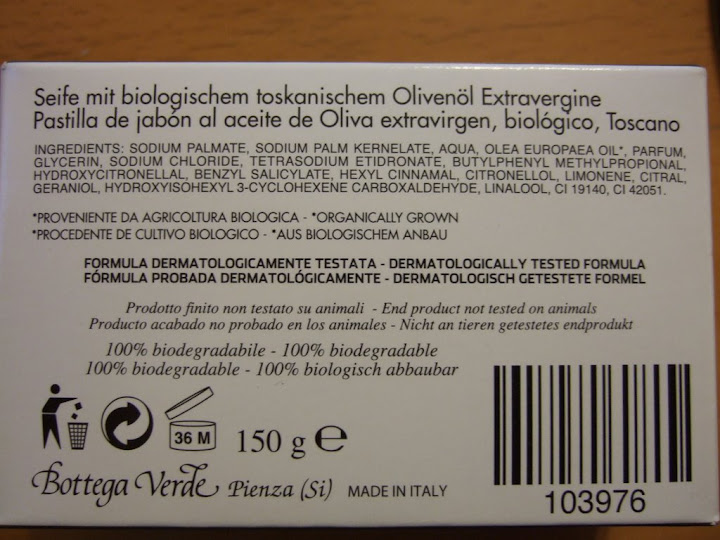 Seife mit biologischem toskanischem Olivenöl Extravergine
Pastilla de jabón al aceite de Oliva extravirgen, biológico, Toscano
INGREDIENTS: SODIUM PALMATE, SODIUM PALM KERNELATE, AQUA, OLEA EUROPAEA OIL*, PARFUM,
GLYCERIN, SODIUM CHLORIDE, TETRASODIUM ETIDRONATE, BUTYLPHENYL METHYLPROPIONAL,
HYDROXYCITRONELLAL, BENZYL SALICYLATE, HEXYL CINNAMAL, CITRONELLOL, LIMONENE, CITRAL,
GERANIOL, HYDROXYISOHEXYL 3-CYCLOHEXENE CARBOXALDEHYDE, LINALOOL, CI 19140, CI 42051.
*PROVENIENTE DA AGRICOLTURA BIOLOGICA - *ORGANICALLY GROWN
*PROCEDENTE DE CULTIVO BIOLOGICO - *AUS BIOLOGISCHEM ANBAU
FORMULA DERMATOLOGICAMENTE TESTATA - DERMATOLOGICALLY TESTED FORMULA
FÓRMULA PROBADA DERMATOLÓGICAMENTE - DERMATOLOGISCH GETESTETE FORMEL
Prodotto finito non testato su animali - End product not tested on animals
Producto acabado no probado en los animales - Nicht an tieren getestetes endprodukt
100% biodegradabile - 100% biodegradable
100% biodegradable - 100% biologisch abbaubar
36 M
150 g e
Bottega Verde Pienza (Si) MADE IN ITALY
103976